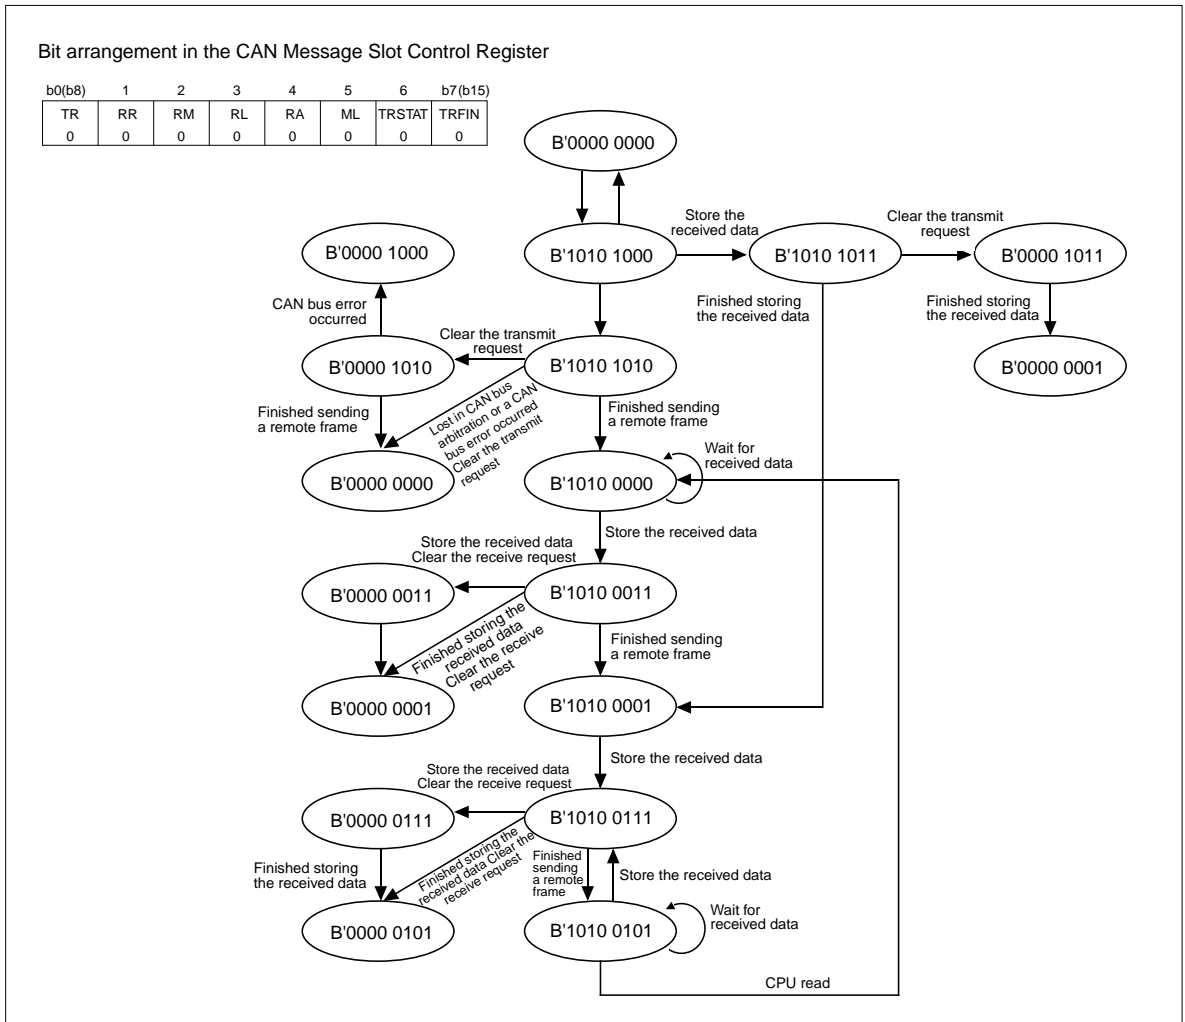 Bit arrangement in the CAN Message Slot Control Register
b0(b8) 1 2 3 4 5 6 b7(b15)
TR RR RM RL RA ML TRSTAT TRFIN
0 0 0 0 0 0 0 0
B'0000 0000
Store the
received data
Clear the transmit
request
B'0000 1000
B'1010 1000
B'1010 1011
B'0000 1011
CAN bus error
occurred
Finished storing
the received data
Finished storing
the received data
Clear the transmit
request
B'0000 1010
B'1010 1010
B'0000 0001
Finished sending
a remote frame
Lost in CAN bus
arbitration or a CAN
bus error occurred
Clear the transmit
request
Finished sending
a remote frame
Wait for
received data
B'0000 0000
B'1010 0000
Store the received data
Clear the receive request
Store the received data
B'0000 0011
B'1010 0011
Finished storing the
received data
Clear the receive
request
Finished sending
a remote frame
B'0000 0001
B'1010 0001
Store the received data
Clear the receive request
Store the received data
B'0000 0111
B'1010 0111
Finished storing
the received data
Finished storing the
received data Clear the
receive request
Finished
sending
a remote
frame
Store the received data
Wait for
received data
B'0000 0101
B'1010 0101
CPU read